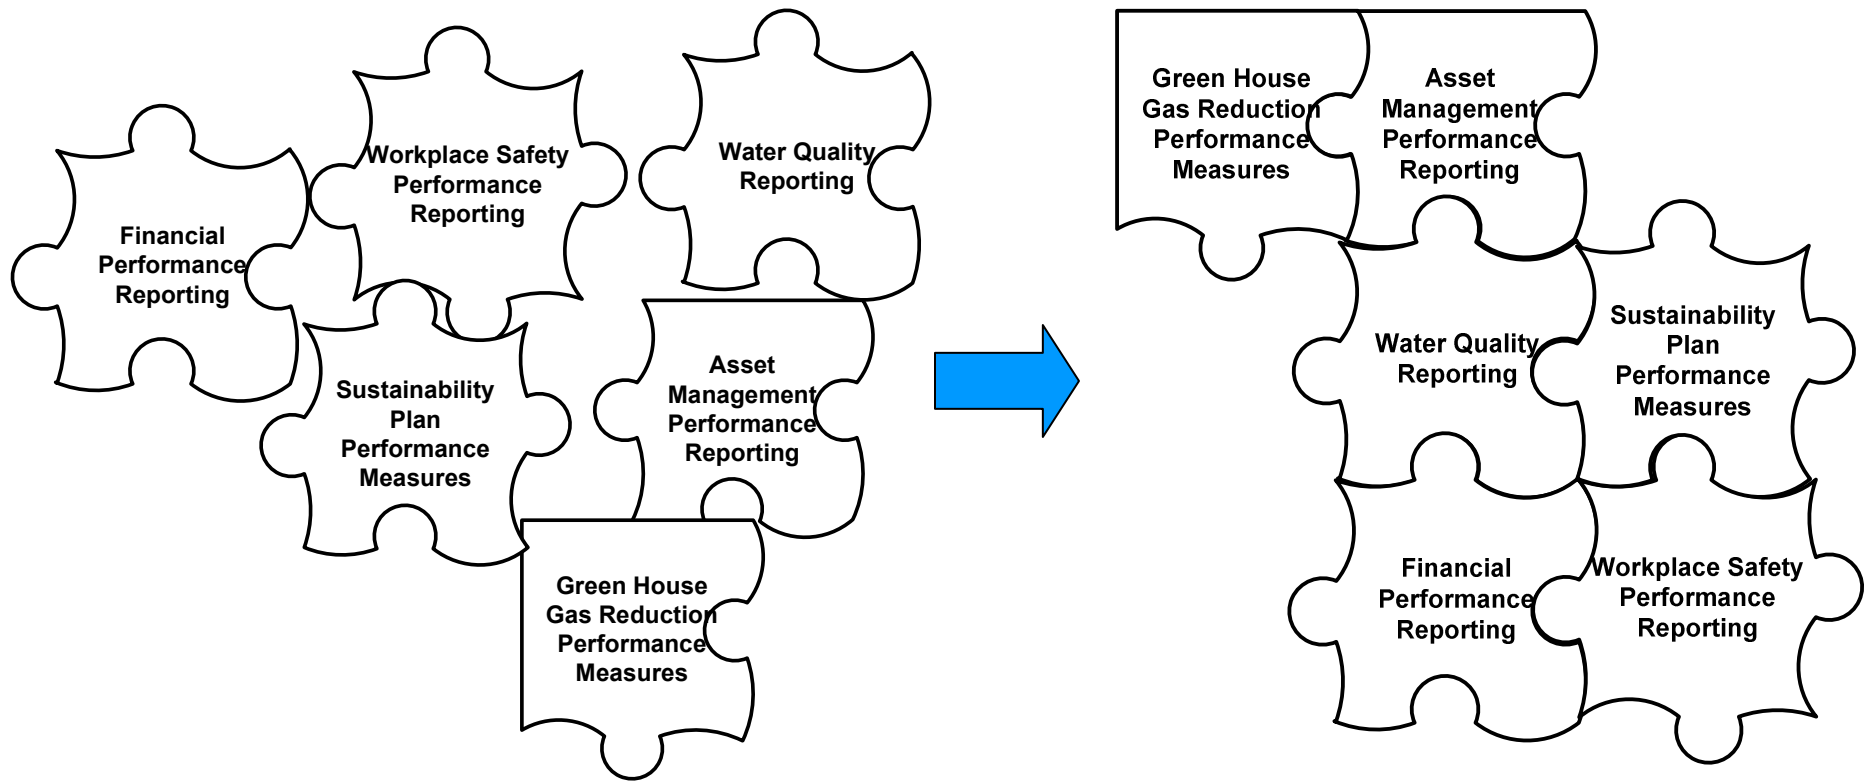 Workplace Safety
Performance
Reporting
Water Quality
Reporting
Financial
Performance
Reporting
Sustainability
Plan
Performance
Measures
Asset
Management
Performance
Reporting
Green House
Gas Reduction
Performance
Measures
Green House
Gas Reduction
Performance
Measures
Asset
Management
Performance
Reporting
Water Quality
Reporting
Sustainability
Plan
Performance
Measures
Financial
Performance
Reporting
Workplace Safety
Performance
Reporting